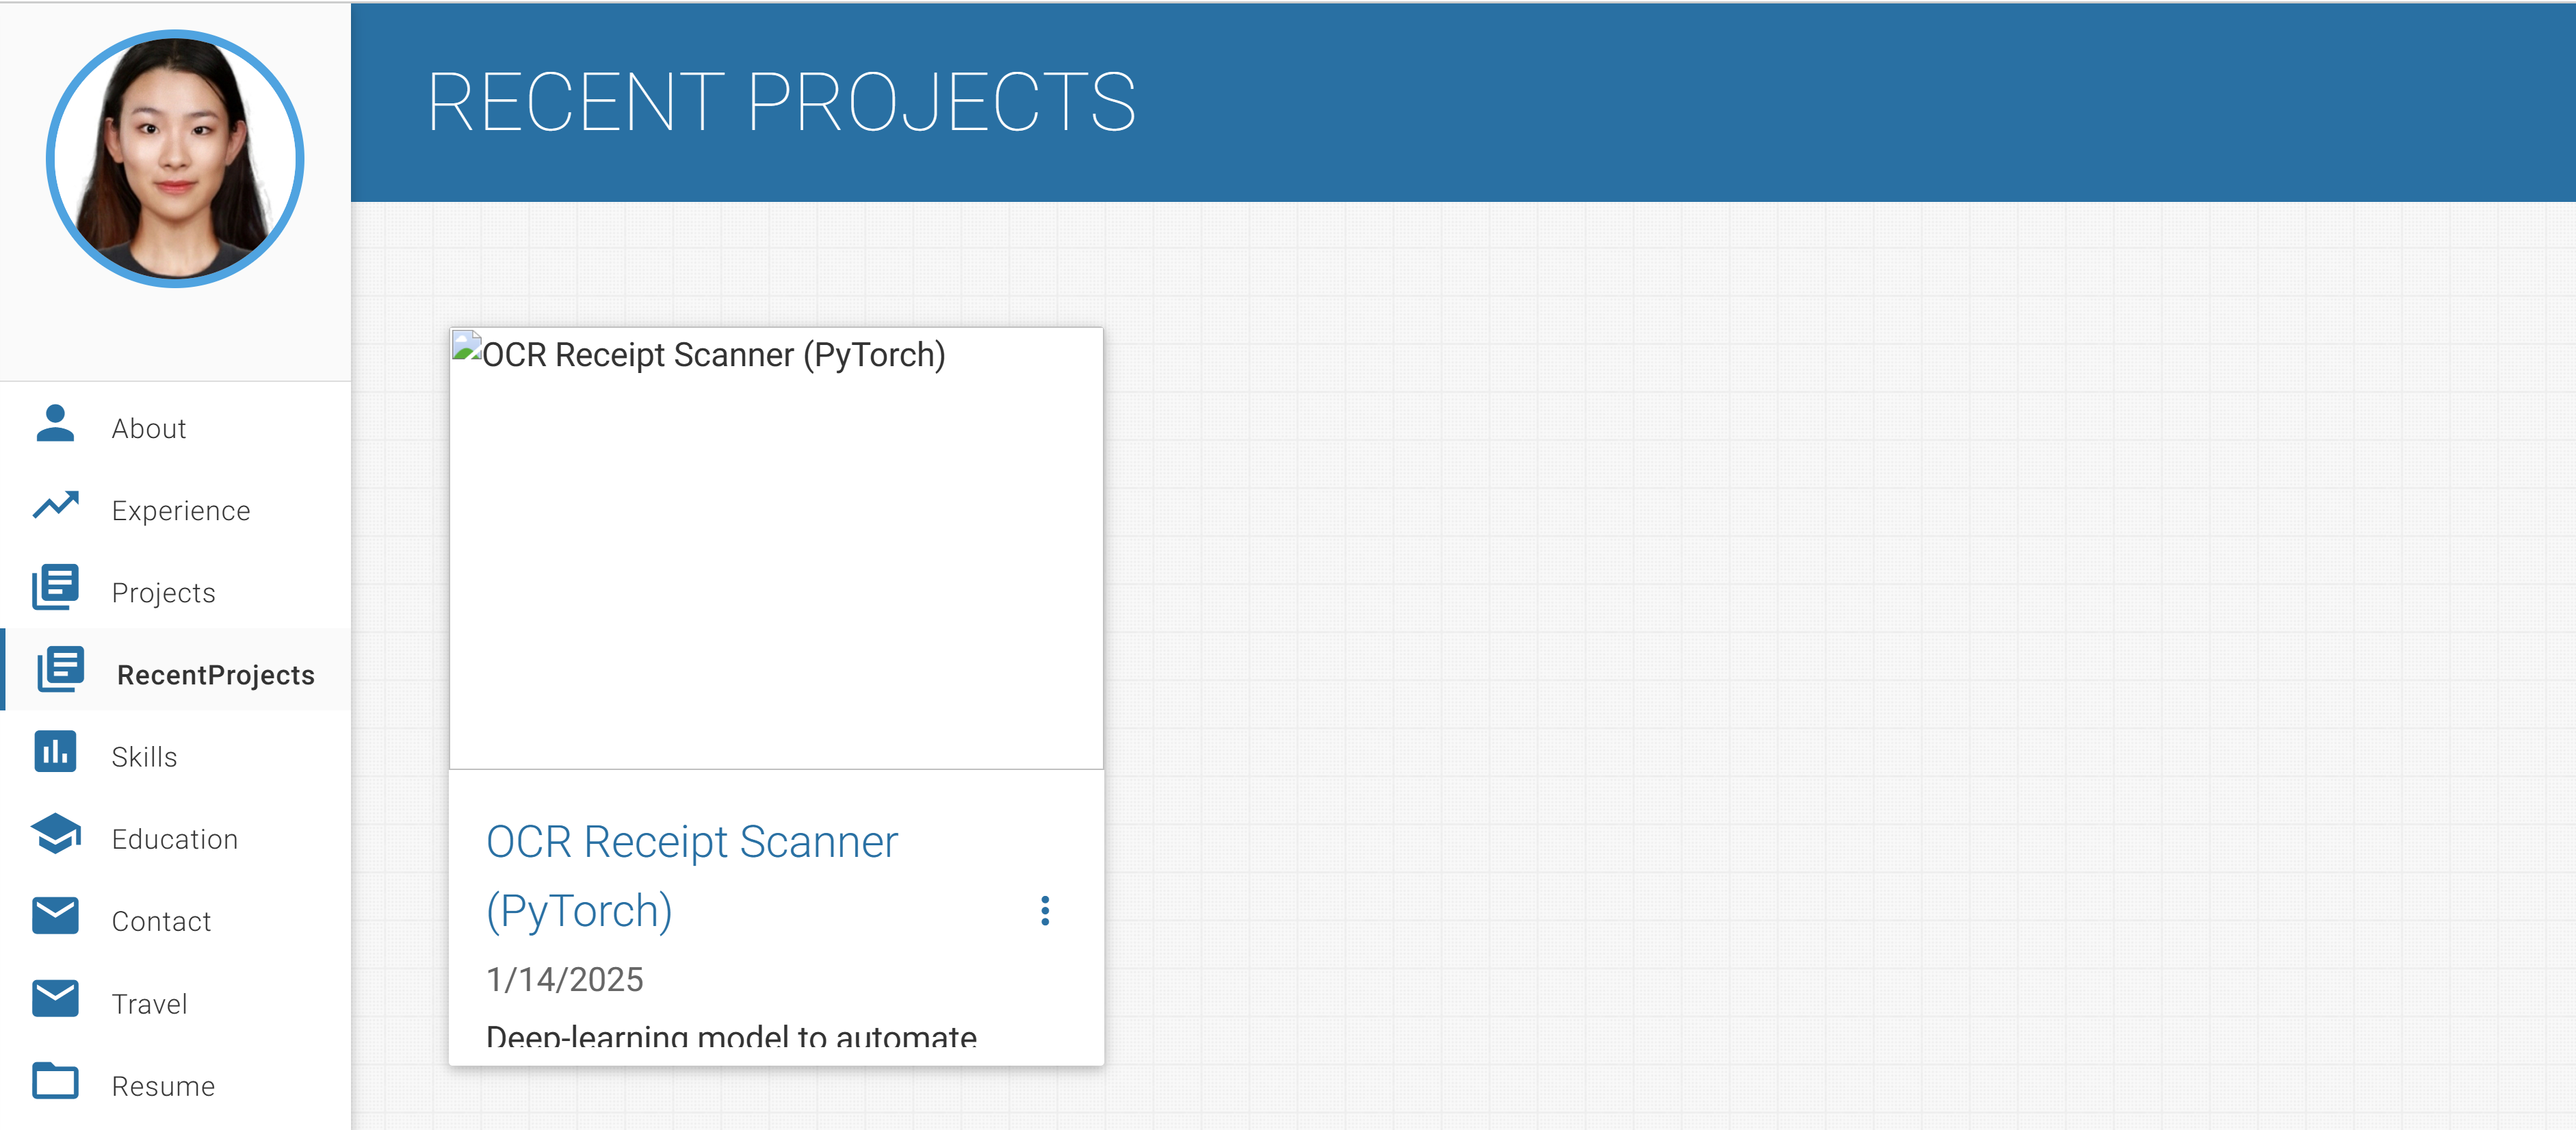 RECENT PROJECTS
About
Experience
Projects
RecentProjects
Skills
Education
Contact
Travel
Resume
OCR Receipt Scanner (PyTorch)
OCR Receipt Scanner
(PyTorch)
1/14/2025
Deep-learning model to automate